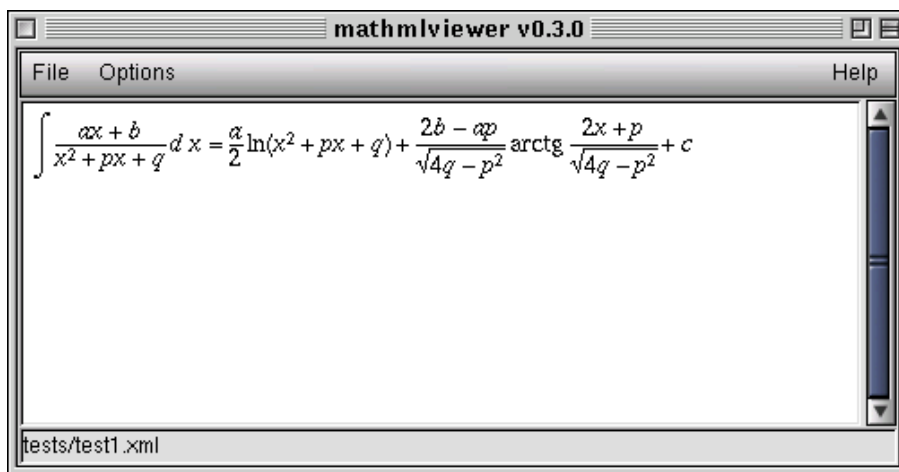 mathmlviewer v0.3.0
File Options Help
∫ (ax + b)/(x² + px + q) d x = a/2 ln(x² + px + q) + (2b − ap)/√(4q − p²) arctg (2x + p)/√(4q − p²) + c
tests/test1.xml